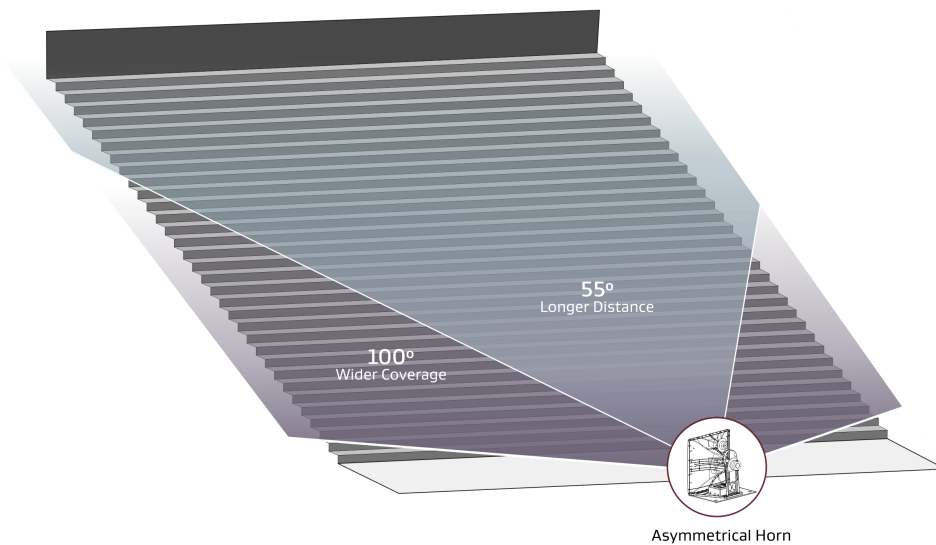 55º
Longer Distance
100º
Wider Coverage
Asymmetrical Horn